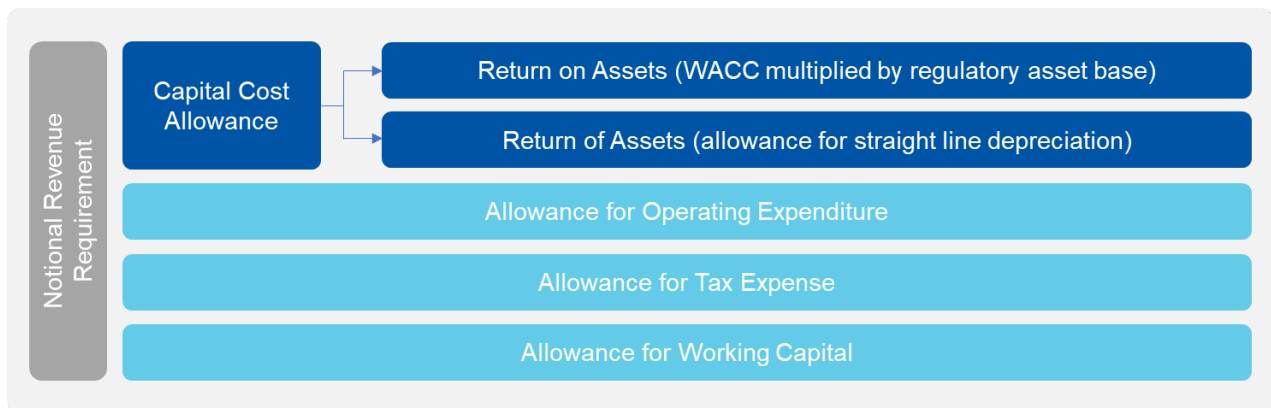 Notional Revenue
Requirement
Capital Cost
Allowance
Return on Assets (WACC multiplied by regulatory asset base)
Return of Assets (allowance for straight line depreciation)
Allowance for Operating Expenditure
Allowance for Tax Expense
Allowance for Working Capital